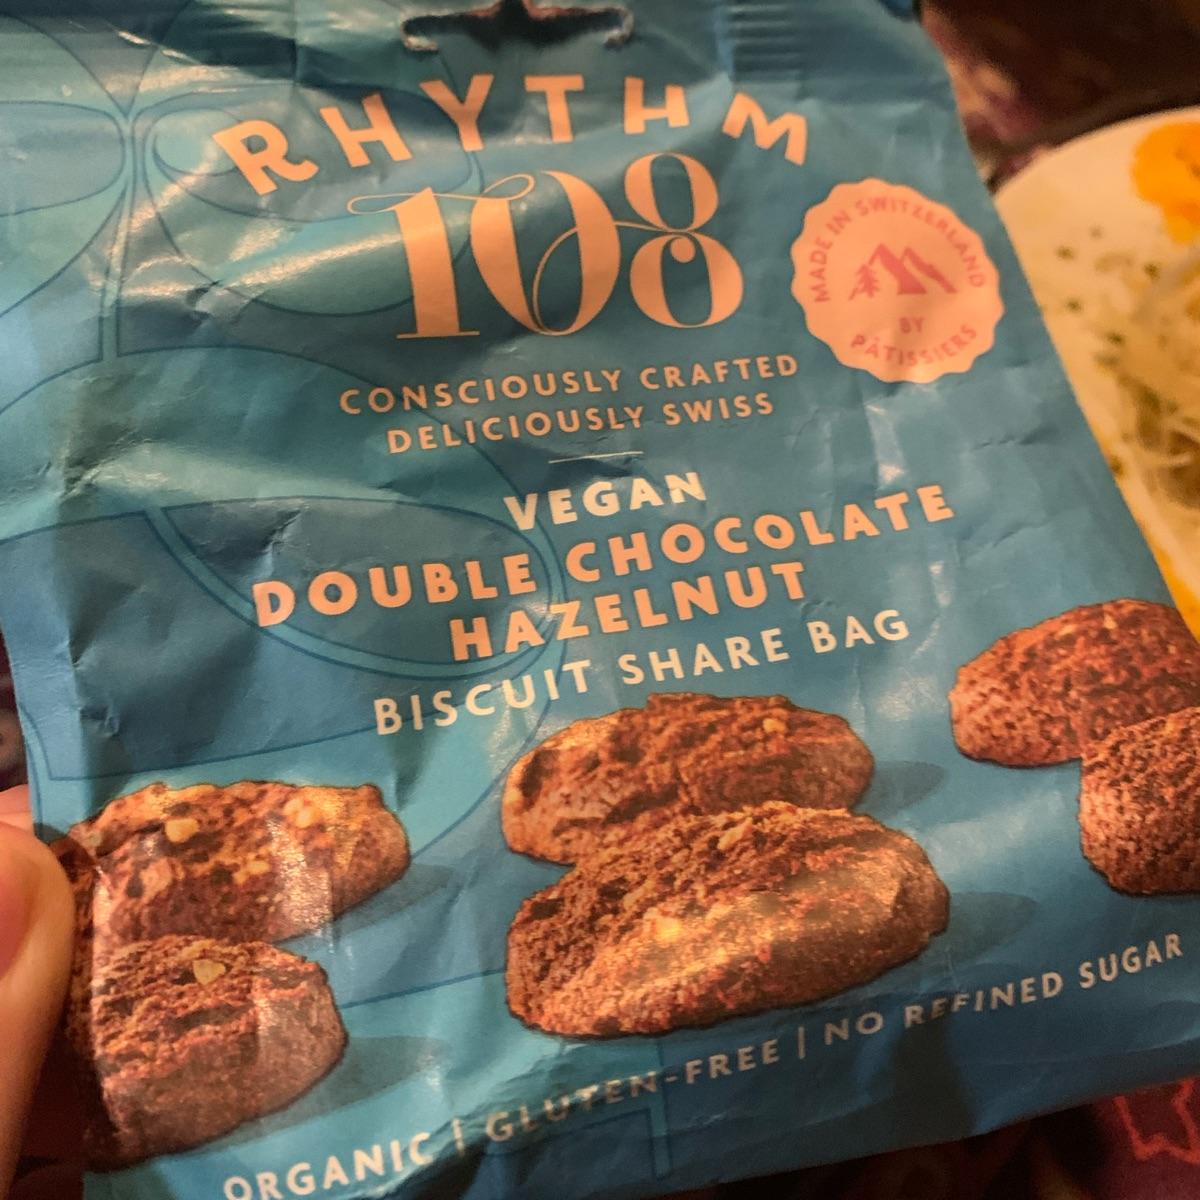 RHYTHM
108
MADE IN SWITZERLAND
BY
PÂTISSIERS
CONSCIOUSLY CRAFTED
DELICIOUSLY SWISS
VEGAN
DOUBLE CHOCOLATE
HAZELNUT
BISCUIT SHARE BAG
ORGANIC | GLUTEN-FREE | NO REFINED SUGAR